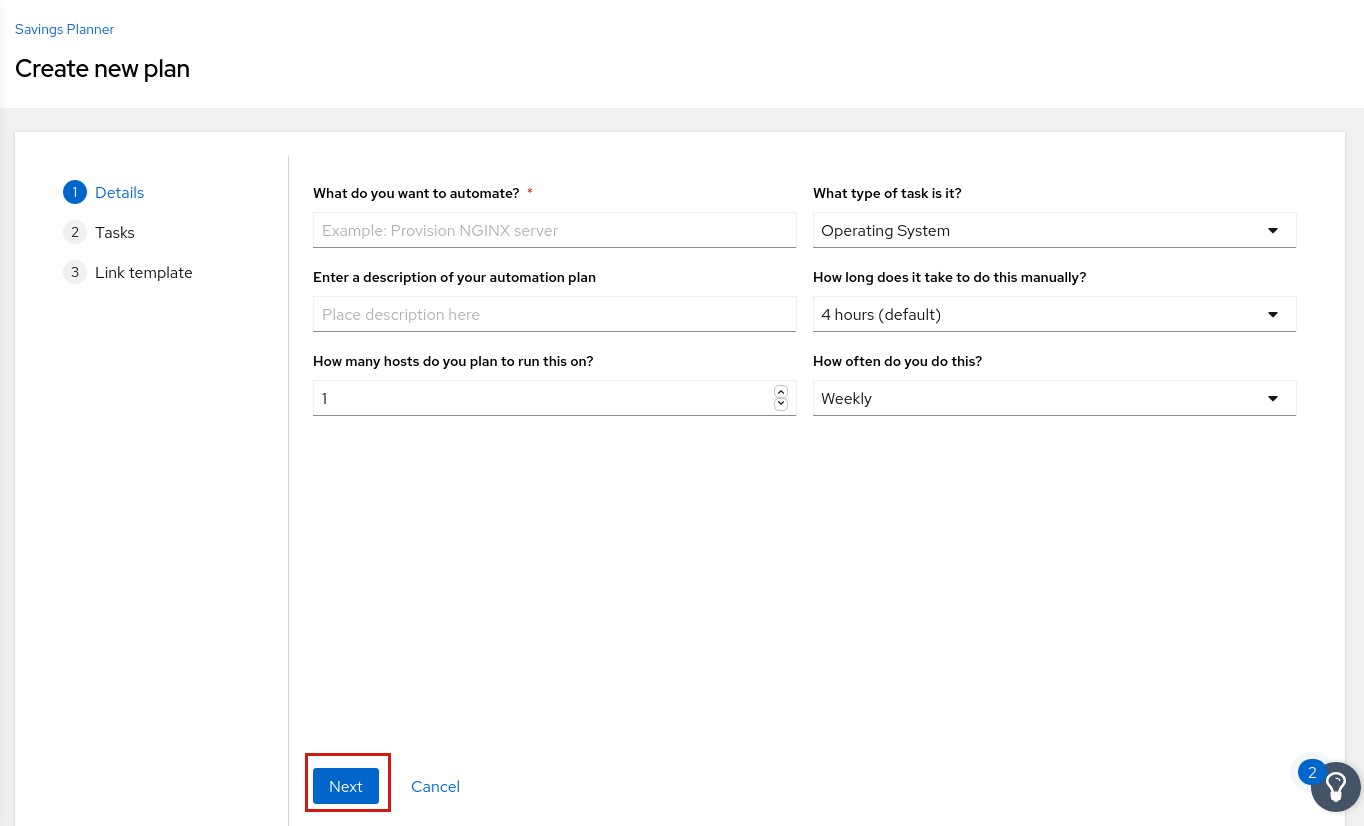 Savings Planner
Create new plan
1 Details
2 Tasks
3 Link template
What do you want to automate? *
Example: Provision NGINX server
What type of task is it?
Operating System
Enter a description of your automation plan
Place description here
How long does it take to do this manually?
4 hours (default)
How many hosts do you plan to run this on?
1
How often do you do this?
Weekly
Next
Cancel
2